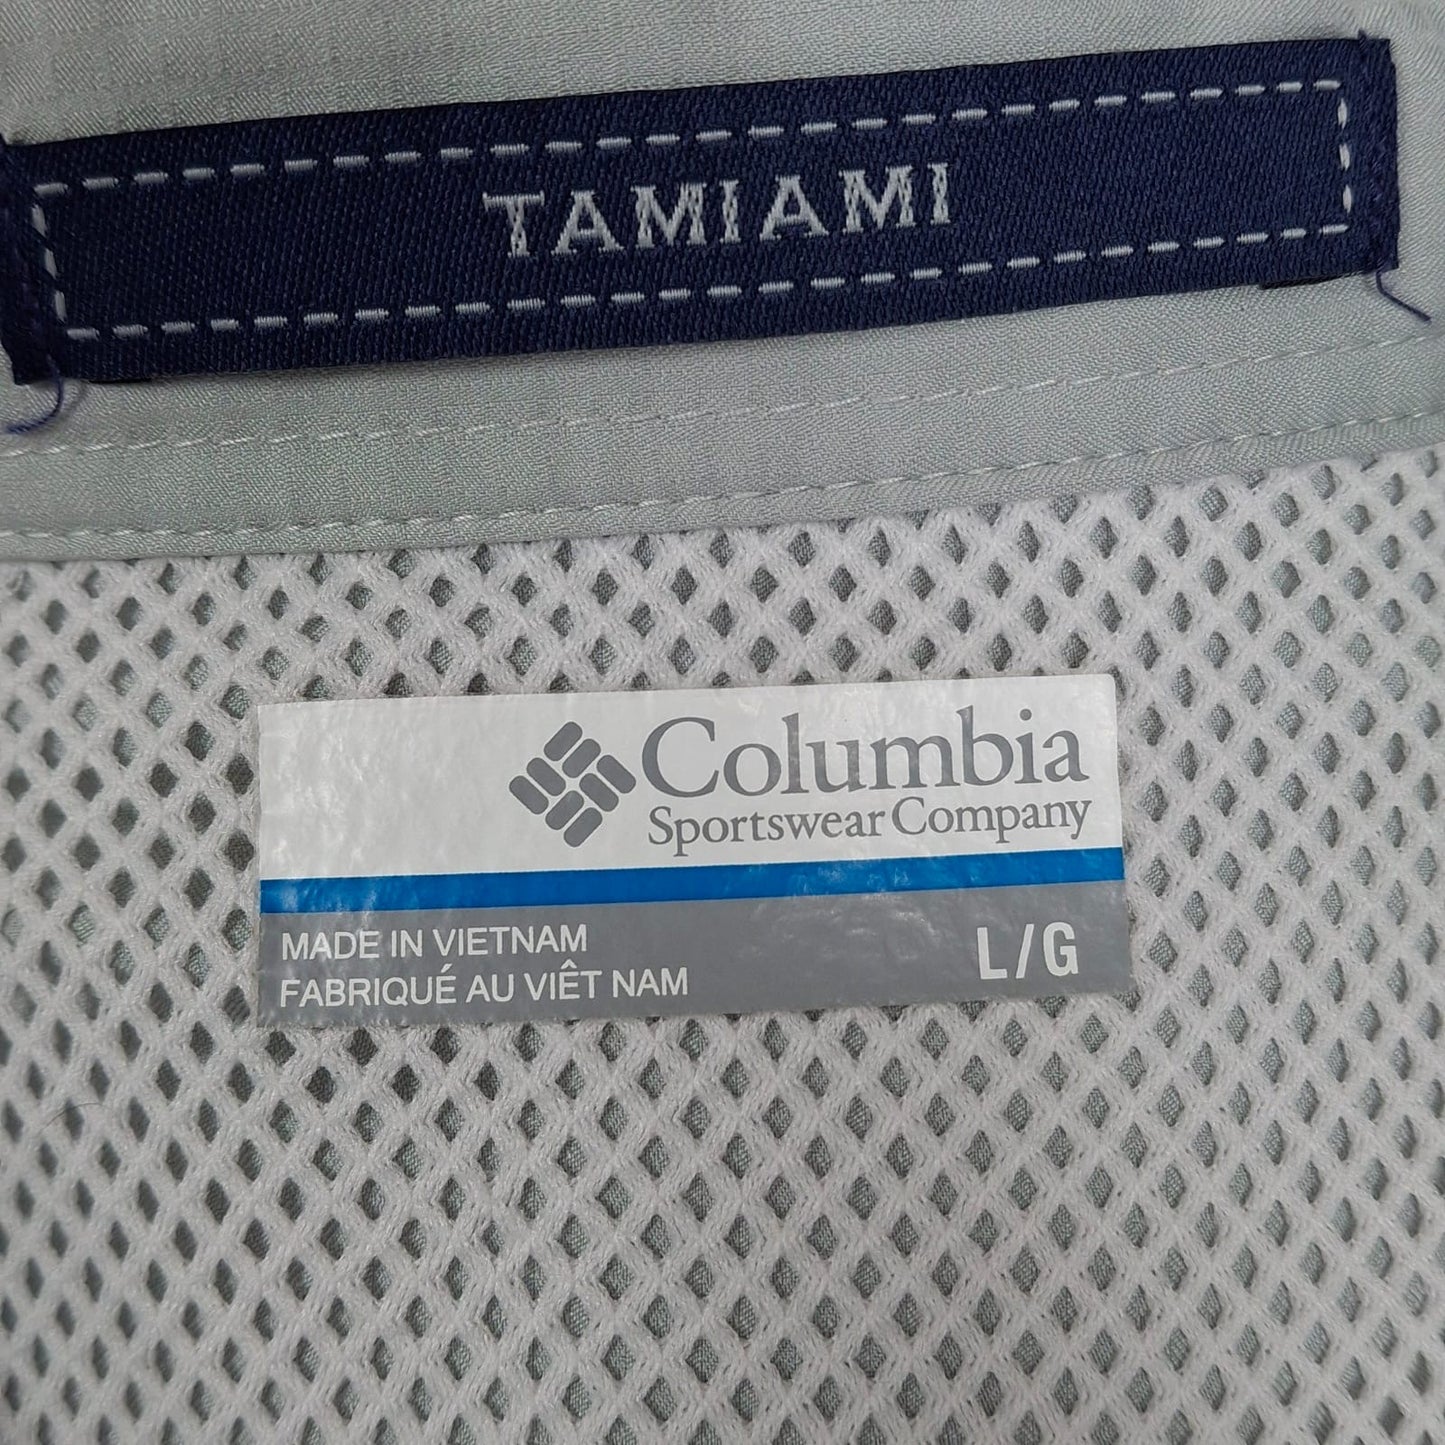 TAMIAMI
Columbia
Sportswear Company
MADE IN VIETNAM
FABRIQUÉ AU VIÊT NAM
L/G